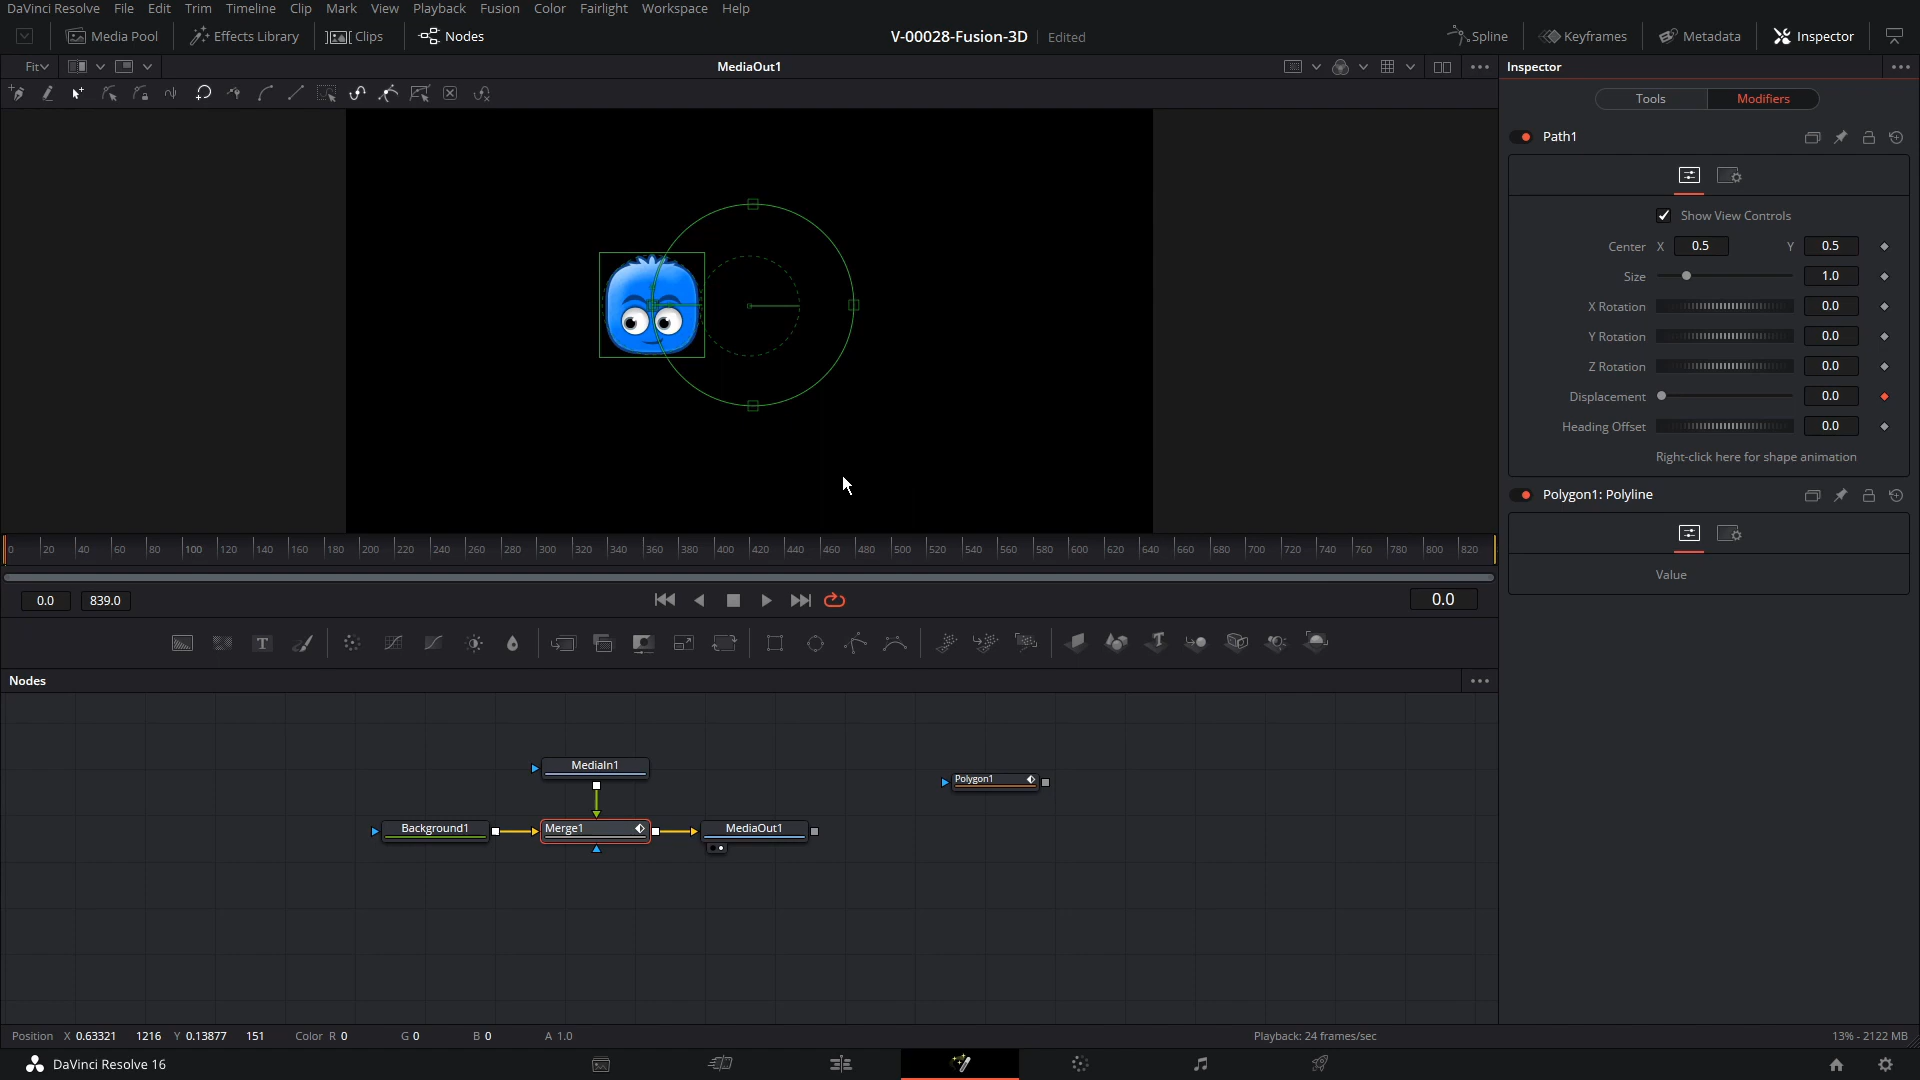 DaVinci Resolve File Edit Trim Timeline Clip Mark View Playback Fusion Color Fairlight Workspace Help
Media Pool Effects Library Clips Nodes V-00028-Fusion-3D Edited Spline Keyframes Metadata Inspector
Fit MediaOut1 Inspector
Tools Modifiers
Path1
Show View Controls
Center X 0.5 Y 0.5
Size 1.0
X Rotation 0.0
Y Rotation 0.0
Z Rotation 0.0
Displacement 0.0
Heading Offset 0.0
Right-click here for shape animation
Polygon1: Polyline
Value
0 20 40 60 80 100 120 140 160 180 200 220 240 260 280 300 320 340 360 380 400 420 440 460 480 500 520 540 560 580 600 620 640 660 680 700 720 740 760 780 800 820
0.0 839.0 0.0
T
Nodes
MediaIn1
Polygon1
Background1 Merge1 MediaOut1
Position X 0.63321 1216 Y 0.13877 151 Color R 0 G 0 B 0 A 1.0 Playback: 24 frames/sec 13% - 2122 MB
DaVinci Resolve 16